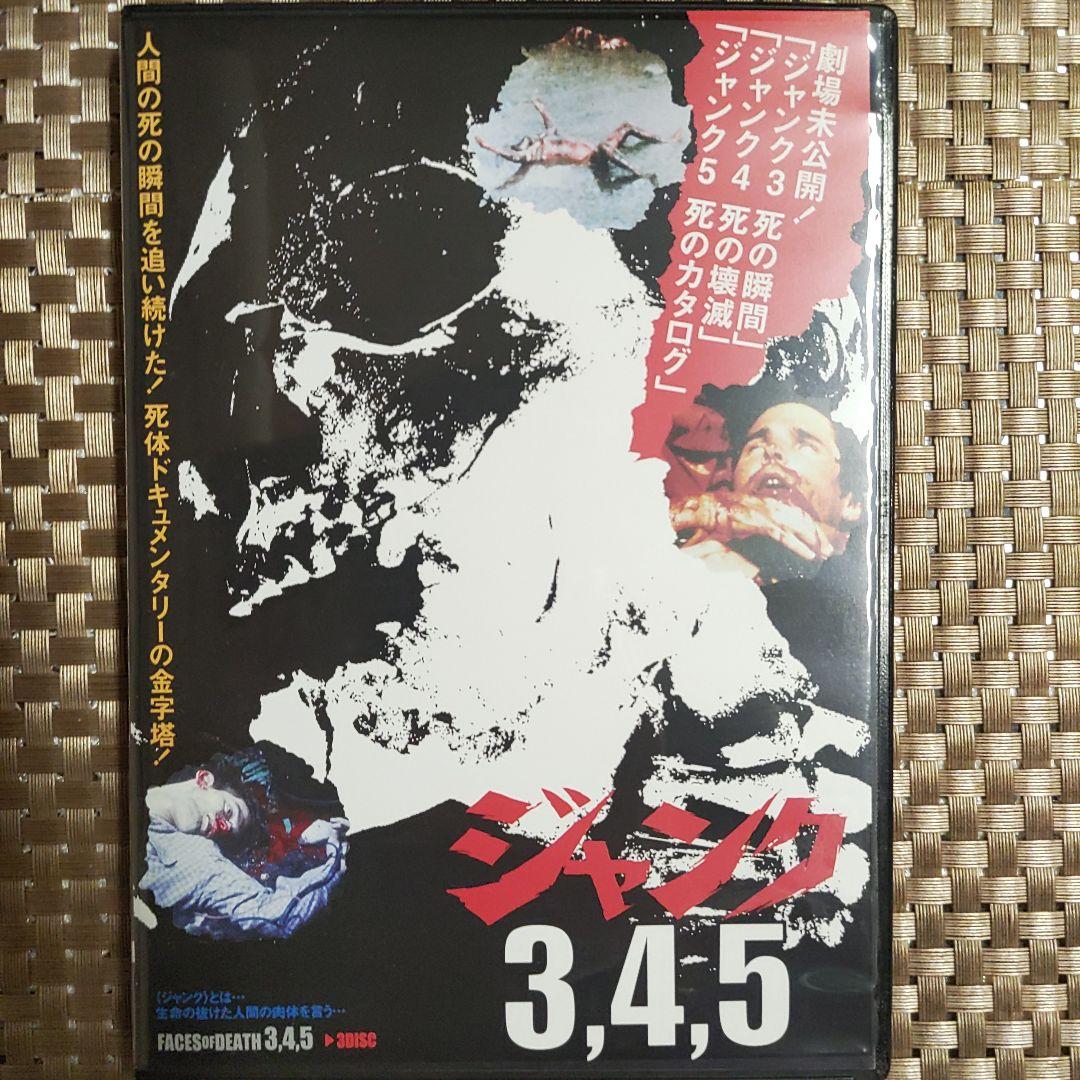 劇場未公開！
「ジャンク3 死の瞬間」
「ジャンク4 死の壊滅」
「ジャンク5 死のカタログ」
人間の死の瞬間を追い続けた！ 死体ドキュメンタリーの金字塔！
ジャンク
3,4,5
〈ジャンク〉とは…
生命の抜けた人間の肉体を言う…
FACES OF DEATH 3,4,5 ▶3DISC